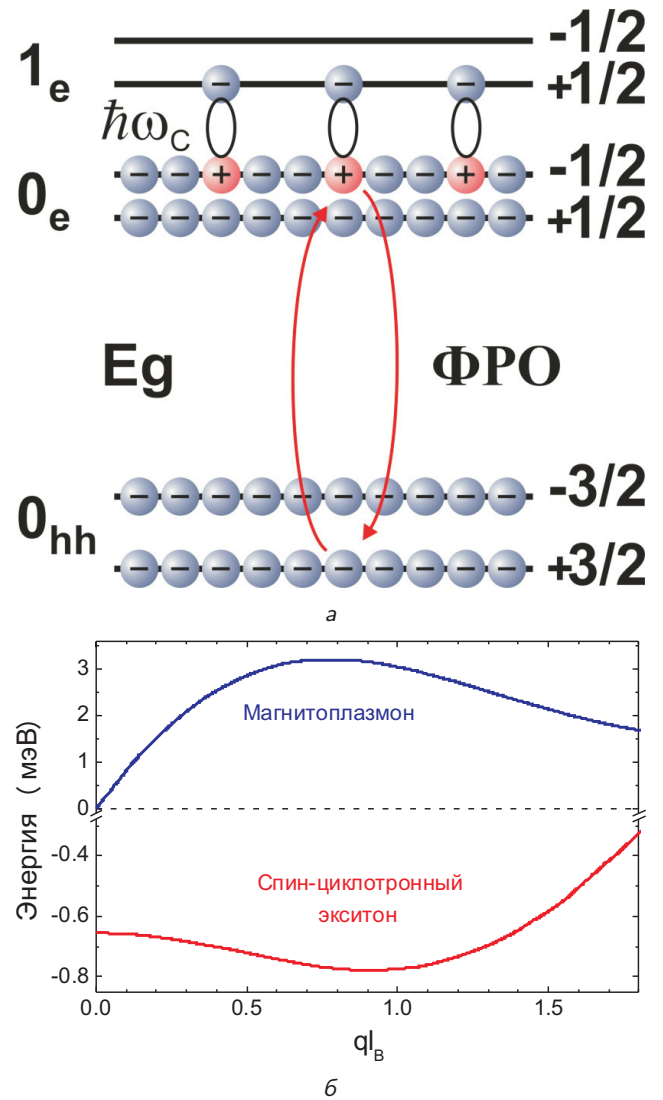 -1/2
1e
+1/2
ħωC
-1/2
0e
+1/2
Eg
ФРО
-3/2
0hh
+3/2
а
3
Магнитоплазмон
2
1
0
Энергия (мэВ)
-0.4
Спин-циклотронный
экситон
-0.6
-0.8
0.0 0.5 1.0 1.5
qlB
б